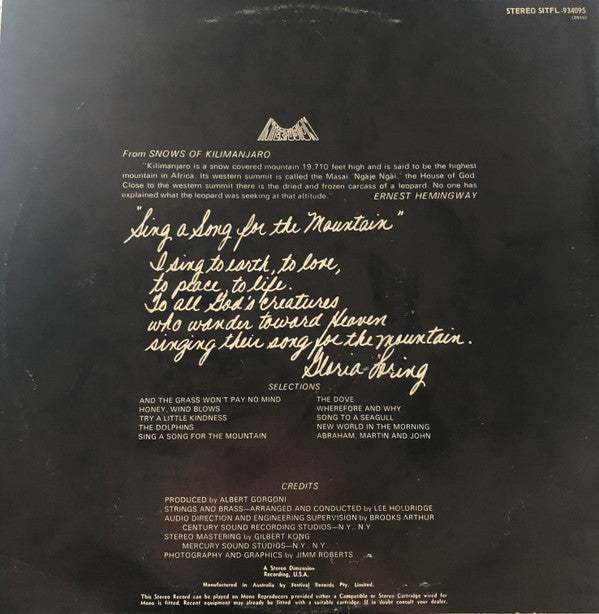 STEREO SITFL-934095
(2S16)
From SNOWS OF KILIMANJARO
"Kilimanjaro is a snow covered mountain 19,710 feet high and is said to be the highest
mountain in Africa. Its western summit is called the Masai 'Ngàje Ngài,' the House of God.
Close to the western summit there is the dried and frozen carcass of a leopard. No one has
explained what the leopard was seeking at that altitude."
ERNEST HEMINGWAY
"Sing a Song for the Mountain"
I sing to earth, to love,
to peace, to life.
To all God's creatures
who wander toward Heaven
singing their song for the mountain.
Gloria Loring
SELECTIONS
AND THE GRASS WON'T PAY NO MIND
HONEY, WIND BLOWS
TRY A LITTLE KINDNESS
THE DOLPHINS
SING A SONG FOR THE MOUNTAIN
THE DOVE
WHEREFORE AND WHY
SONG TO A SEAGULL
NEW WORLD IN THE MORNING
ABRAHAM, MARTIN AND JOHN
CREDITS
PRODUCED by ALBERT GORGONI
STRINGS AND BRASS—ARRANGED AND CONDUCTED by LEE HOLDRIDGE
AUDIO DIRECTION AND ENGINEERING SUPERVISION by BROOKS ARTHUR
CENTURY SOUND RECORDING STUDIOS—N.Y., N.Y.
STEREO MASTERING by GILBERT KONG
MERCURY SOUND STUDIOS—N.Y., N.Y.
PHOTOGRAPHY AND GRAPHICS by JIMM ROBERTS
A Stereo Dimension
Recording, U.S.A.
Manufactured in Australia by Festival Records Pty. Limited.
This Stereo Record can be played on Mono Reproducers provided either a Compatible or Stereo Cartridge wired for
Mono is fitted. Recent equipment may already be fitted with a suitable cartridge. If in doubt consult your dealer.